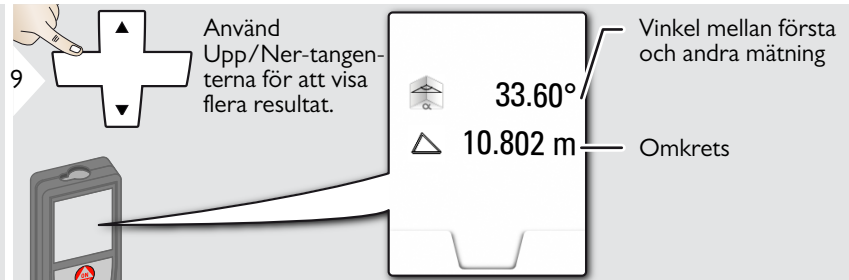 9
Använd
Upp/Ner-tangen-
terna för att visa
flera resultat.
α
33.60°
10.802 m
Vinkel mellan första
och andra mätning
Omkrets
ON